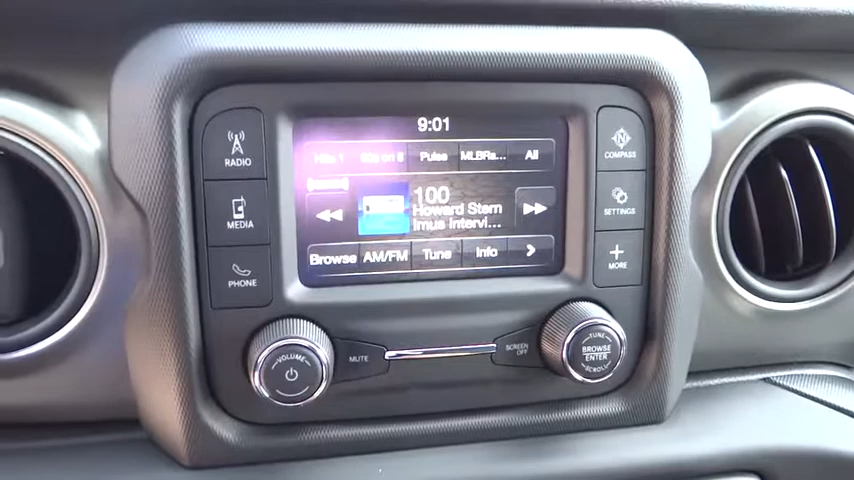 9:01
Hits 1 80s on 8 Pulse MLBRa... All
100
Howard Stern
Imus Intervi...
Browse AM/FM Tune Info
RADIO
MEDIA
PHONE
N
COMPASS
SETTINGS
MORE
VOLUME
MUTE
SCREEN
OFF
TUNE
BROWSE
ENTER
SCROLL